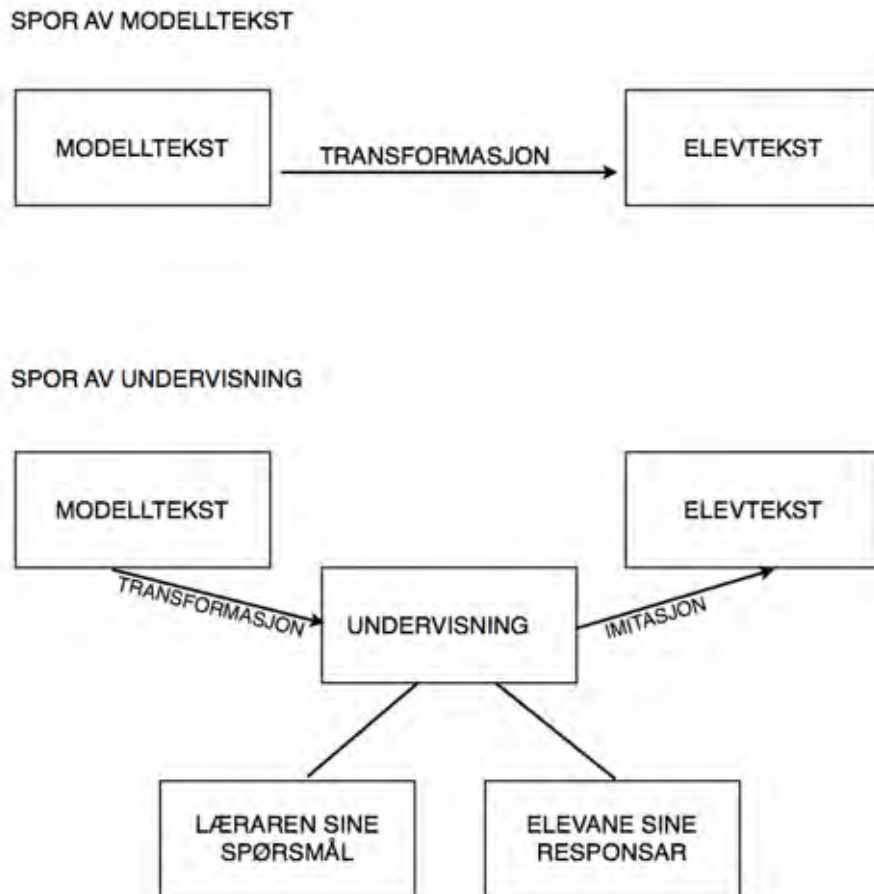 SPOR AV MODELLTEKST
MODELLTEKST
TRANSFORMASJON
ELEVTEKST
SPOR AV UNDERVISNING
MODELLTEKST
ELEVTEKST
TRANSFORMASJON
UNDERVISNING
IMITASJON
LÆRAREN SINE
SPØRSMÅL
ELEVANE SINE
RESPONSAR